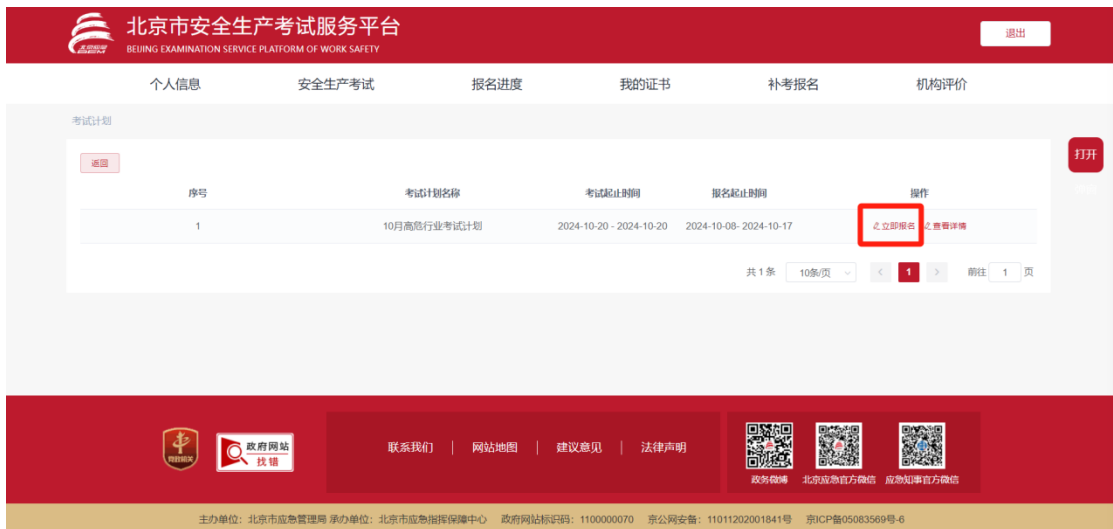 北京市安全生产考试服务平台
BEIJING EXAMINATION SERVICE PLATFORM OF WORK SAFETY
退出
个人信息 安全生产考试 报名进度 我的证书 补考报名 机构评价
考试计划
打开
返回
序号 考试计划名称 考试起止时间 报名起止时间 操作
1 10月高危行业考试计划 2024-10-20 - 2024-10-20 2024-10-08- 2024-10-17 立即报名 查看详情
共 1 条 10条/页 < 1 > 前往 1 页
党政机关
政府网站
找错
联系我们 | 网站地图 | 建议意见 | 法律声明
政务微博 北京应急官方微信 应急知事官方微信
主办单位：北京市应急管理局 承办单位：北京市应急指挥保障中心 政府网站标识码：1100000070 京公网安备：11011202001841号 京ICP备05083569号-6